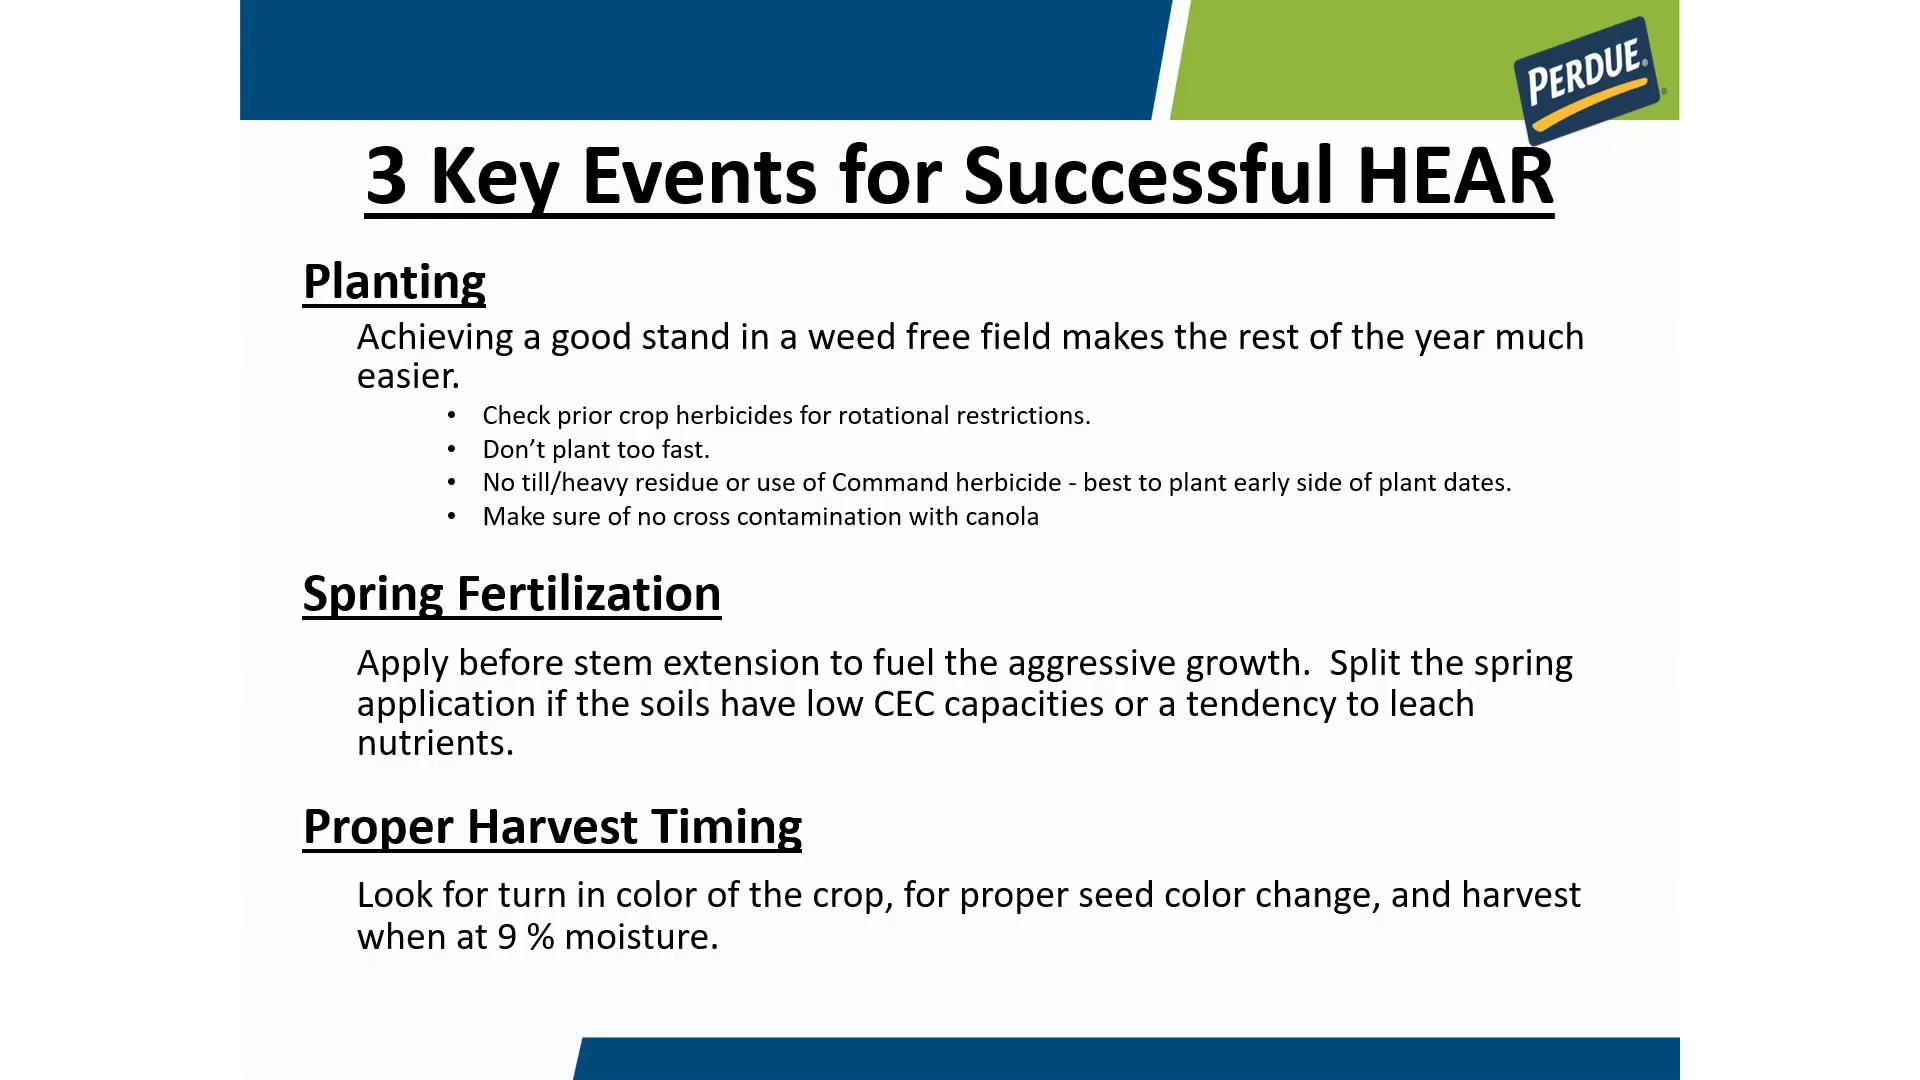 PERDUE®
3 Key Events for Successful HEAR
Planting
Achieving a good stand in a weed free field makes the rest of the year much
easier.
• Check prior crop herbicides for rotational restrictions.
• Don’t plant too fast.
• No till/heavy residue or use of Command herbicide - best to plant early side of plant dates.
• Make sure of no cross contamination with canola
Spring Fertilization
Apply before stem extension to fuel the aggressive growth.  Split the spring
application if the soils have low CEC capacities or a tendency to leach
nutrients.
Proper Harvest Timing
Look for turn in color of the crop, for proper seed color change, and harvest
when at 9 % moisture.